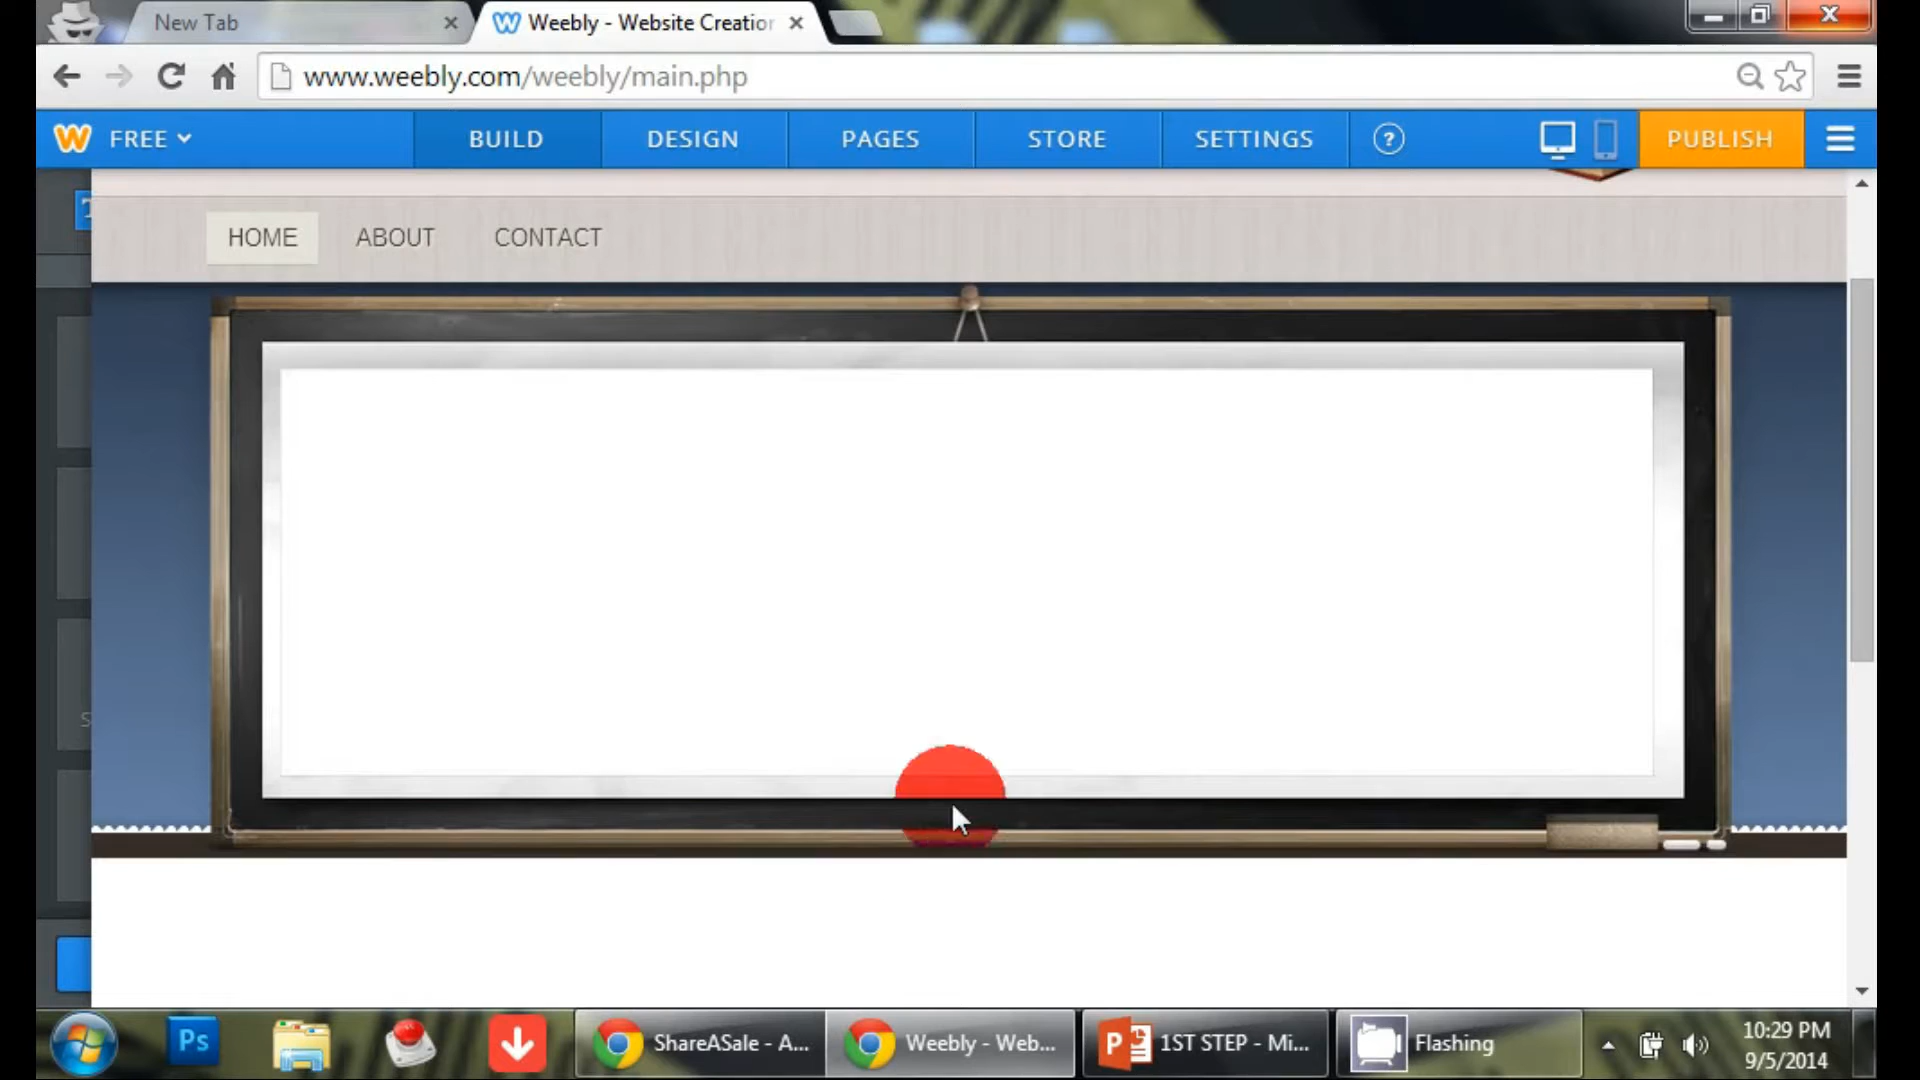 New Tab
Weebly - Website Creation
www.weebly.com/weebly/main.php
FREE
BUILD
DESIGN
PAGES
STORE
SETTINGS
?
PUBLISH
HOME
ABOUT
CONTACT
Ps
ShareASale - A...
Weebly - Web...
1ST STEP - Mi...
Flashing
10:29 PM
9/5/2014